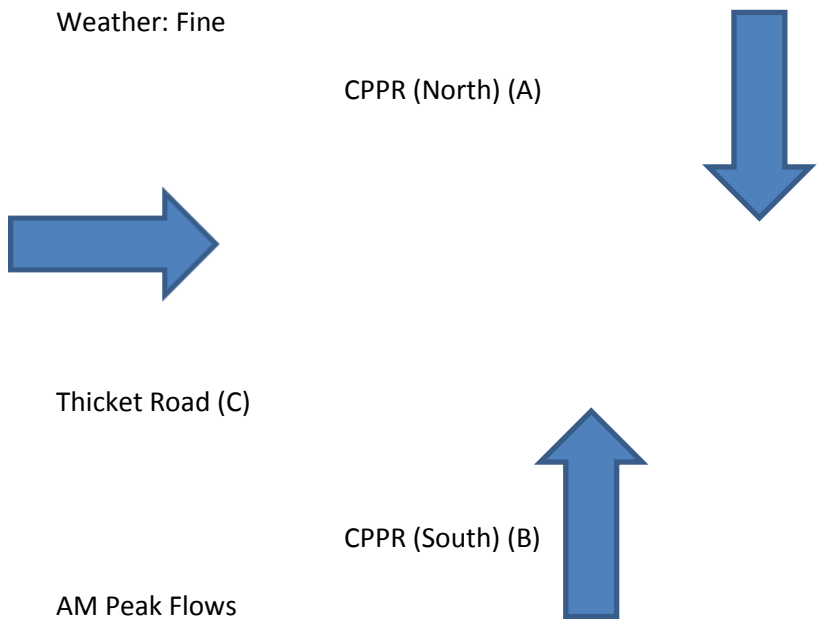 Weather: Fine
CPPR (North) (A)
Thicket Road (C)
CPPR (South) (B)
AM Peak Flows